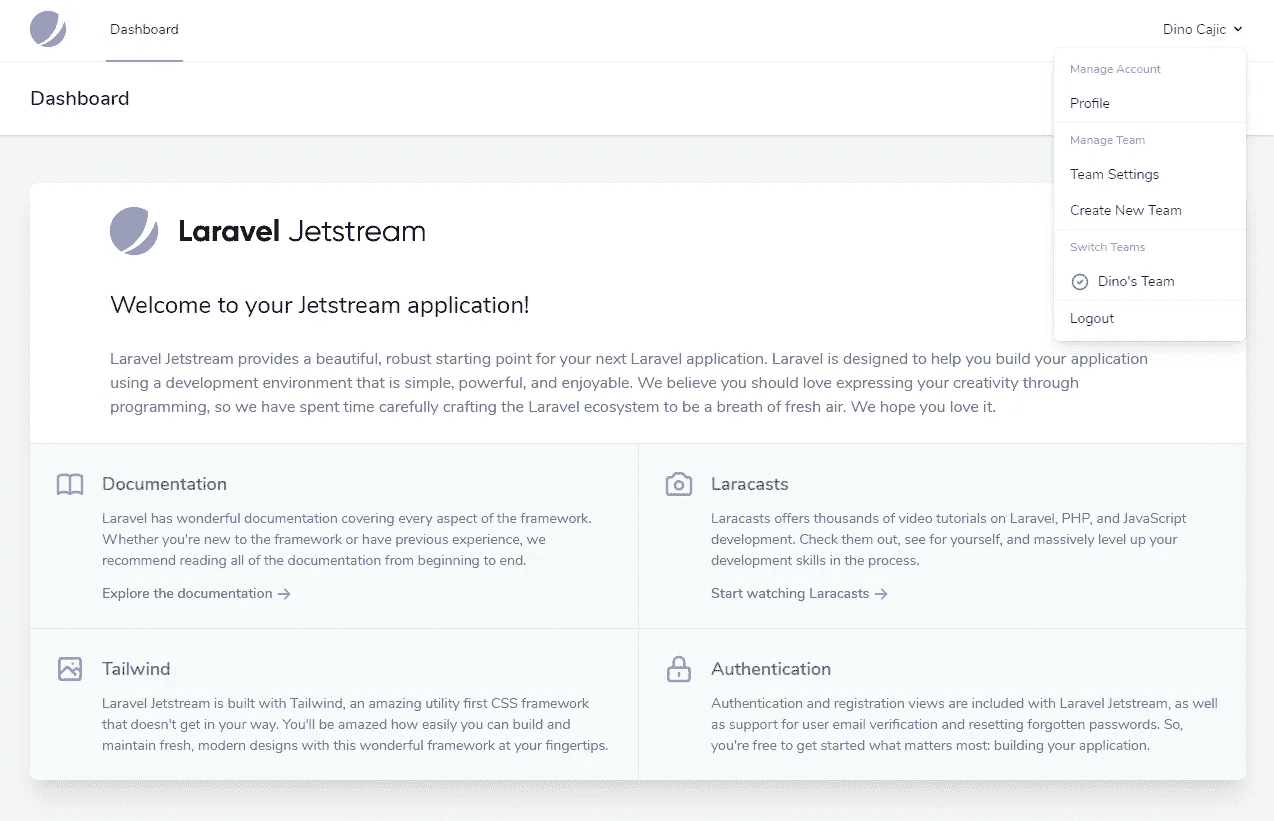 Dashboard
Dino Cajic
Manage Account
Profile
Manage Team
Team Settings
Create New Team
Switch Teams
Dino's Team
Logout
Dashboard
Laravel Jetstream
Welcome to your Jetstream application!
Laravel Jetstream provides a beautiful, robust starting point for your next Laravel application. Laravel is designed to help you build your application
using a development environment that is simple, powerful, and enjoyable. We believe you should love expressing your creativity through
programming, so we have spent time carefully crafting the Laravel ecosystem to be a breath of fresh air. We hope you love it.
Documentation
Laravel has wonderful documentation covering every aspect of the framework.
Whether you're new to the framework or have previous experience, we
recommend reading all of the documentation from beginning to end.
Explore the documentation
Laracasts
Laracasts offers thousands of video tutorials on Laravel, PHP, and JavaScript
development. Check them out, see for yourself, and massively level up your
development skills in the process.
Start watching Laracasts
Tailwind
Laravel Jetstream is built with Tailwind, an amazing utility first CSS framework
that doesn't get in your way. You'll be amazed how easily you can build and
maintain fresh, modern designs with this wonderful framework at your fingertips.
Authentication
Authentication and registration views are included with Laravel Jetstream, as well
as support for user email verification and resetting forgotten passwords. So,
you're free to get started what matters most: building your application.